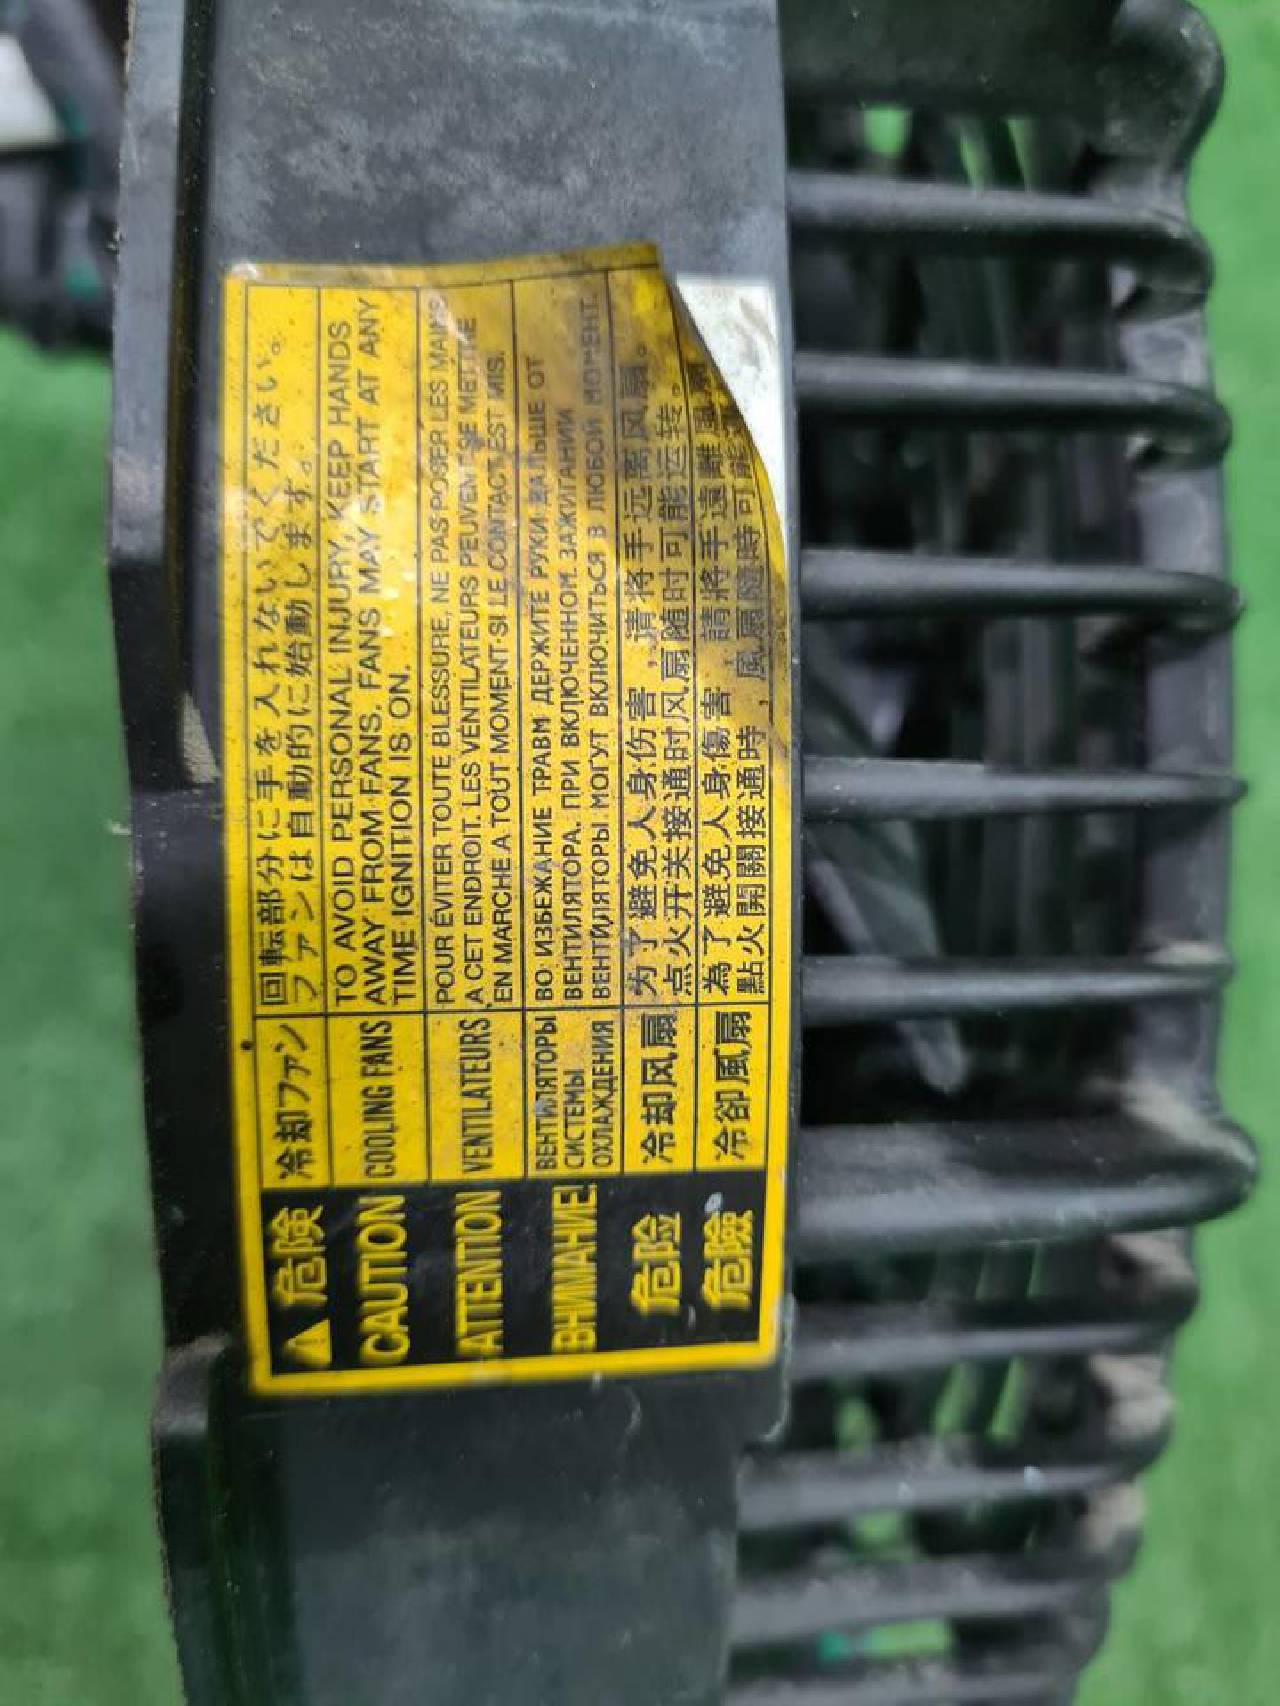 ⚠危険
冷却ファン
回転部分に手を入れないでください。
ファンは自動的に始動します。
CAUTION
COOLING FANS
TO AVOID PERSONAL INJURY, KEEP HANDS
AWAY FROM FANS. FANS MAY START AT ANY
TIME IGNITION IS ON.
ATTENTION
VENTILATEURS
POUR ÉVITER TOUTE BLESSURE, NE PAS POSER LES MAINS
A CET ENDROIT. LES VENTILATEURS PEUVENT SE METTRE
EN MARCHE A TOUT MOMENT SI LE CONTACT EST MIS.
ВНИМАНИЕ!
ВЕНТИЛЯТОРЫ
СИСТЕМЫ
ОХЛАЖДЕНИЯ
ВО ИЗБЕЖАНИЕ ТРАВМ ДЕРЖИТЕ РУКИ ДАЛЬШЕ ОТ
ВЕНТИЛЯТОРА. ПРИ ВКЛЮЧЕННОМ ЗАЖИГАНИИ
ВЕНТИЛЯТОРЫ МОГУТ ВКЛЮЧИТЬСЯ В ЛЮБОЙ МОМЕНТ.
危险
冷却风扇
为了避免人身伤害，请将手远离风扇。
点火开关接通时风扇随时可能运转。
危險
冷卻風扇
為了避免人身傷害，請將手遠離風扇
點火開關接通時，風扇隨時可能